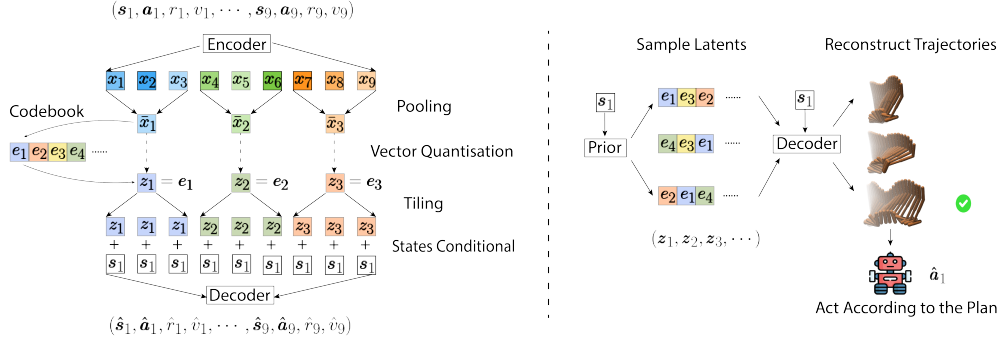 (s₁, a₁, r₁, v₁, ⋯, s₉, a₉, r₉, v₉)
Encoder
x₁ x₂ x₃ x₄ x₅ x₆ x₇ x₈ x₉
Pooling
Codebook
x̄₁ x̄₂ x̄₃
e₁ e₂ e₃ e₄ ......
Vector Quantisation
z₁ = e₁ z₂ = e₂ z₃ = e₃
Tiling
z₁ z₁ z₁ z₂ z₂ z₂ z₃ z₃ z₃
+ + + + + + + + +
States Conditional
s₁ s₁ s₁ s₁ s₁ s₁ s₁ s₁ s₁
Decoder
(ŝ₁, â₁, r̂₁, v̂₁, ⋯, ŝ₉, â₉, r̂₉, v̂₉)
Sample Latents
Reconstruct Trajectories
s₁
e₁ e₃ e₂ ......
s₁
Prior
e₄ e₃ e₁ ......
Decoder
e₂ e₁ e₄ ......
(z₁, z₂, z₃, ⋯)
â₁
Act According to the Plan